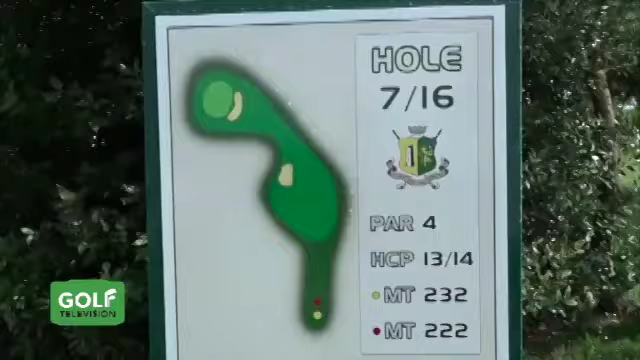 HOLE
7/16
PAR 4
HCP 13/14
MT 232
MT 222
GOLF
TELEVISION